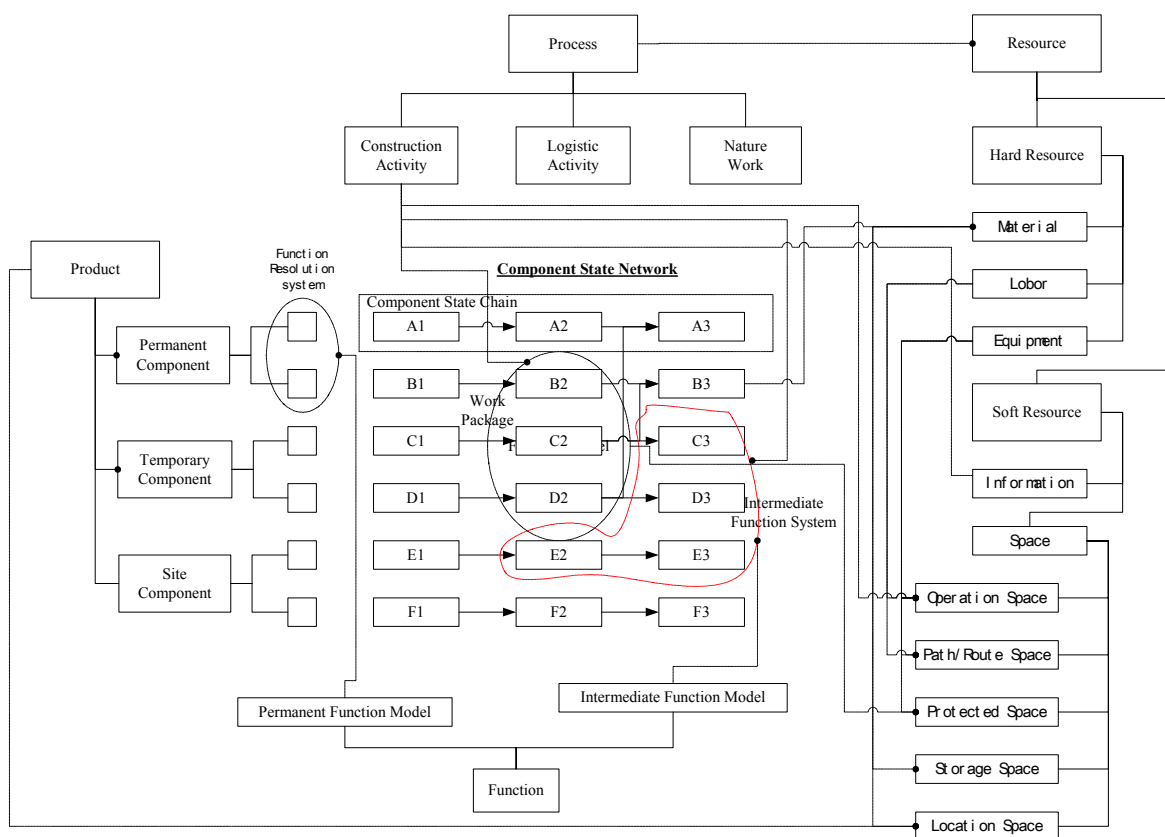 Process
Resource
Construction
Activity
Logistic
Activity
Nature
Work
Hard Resource
Material
Lobor
Equipment
Soft Resource
Information
Space
Operation Space
Path/Route Space
Protected Space
Storage Space
Location Space
Product
Function
Resolution
system
Permanent
Component
Temporary
Component
Site
Component
Component State Network
Component State Chain
A1
A2
A3
B1
B2
B3
Work
Package
C1
C2
C3
D1
D2
D3
Intermediate
Function System
E1
E2
E3
F1
F2
F3
Permanent Function Model
Intermediate Function Model
Function